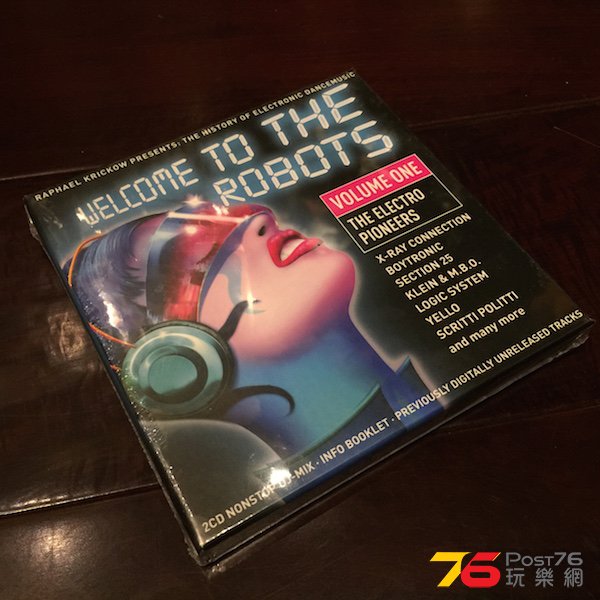 RAPHAEL KRICKOW PRESENTS: THE HISTORY OF ELECTRONIC DANCEMUSIC
WELCOME TO THE
ROBOTS
VOLUME ONE
THE ELECTRO
PIONEERS
X-RAY CONNECTION
BOYTRONIC
SECTION 25
KLEIN & M.B.O.
LOGIC SYSTEM
YELLO
SCRITTI POLITTI
and many more
2CD NONSTOP DJ-MIX · INFO BOOKLET · PREVIOUSLY DIGITALLY UNRELEASED TRACKS
76 Post76
玩樂網